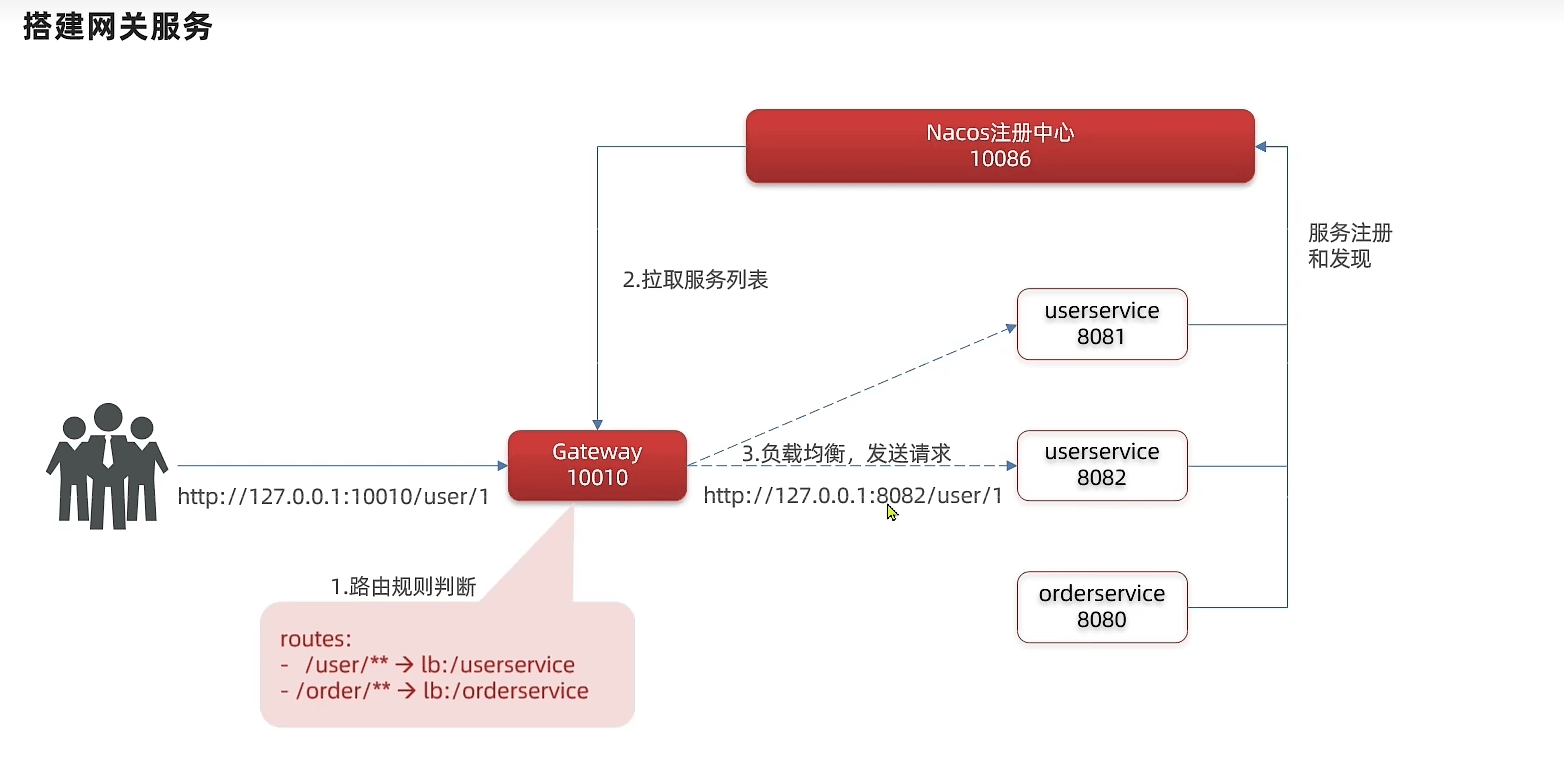 搭建网关服务
Nacos注册中心
10086
服务注册
和发现
2.拉取服务列表
userservice
8081
Gateway
10010
3.负载均衡，发送请求
userservice
8082
http://127.0.0.1:10010/user/1
http://127.0.0.1:8082/user/1
1.路由规则判断
orderservice
8080
routes:
- /user/** → lb:/userservice
- /order/** → lb:/orderservice